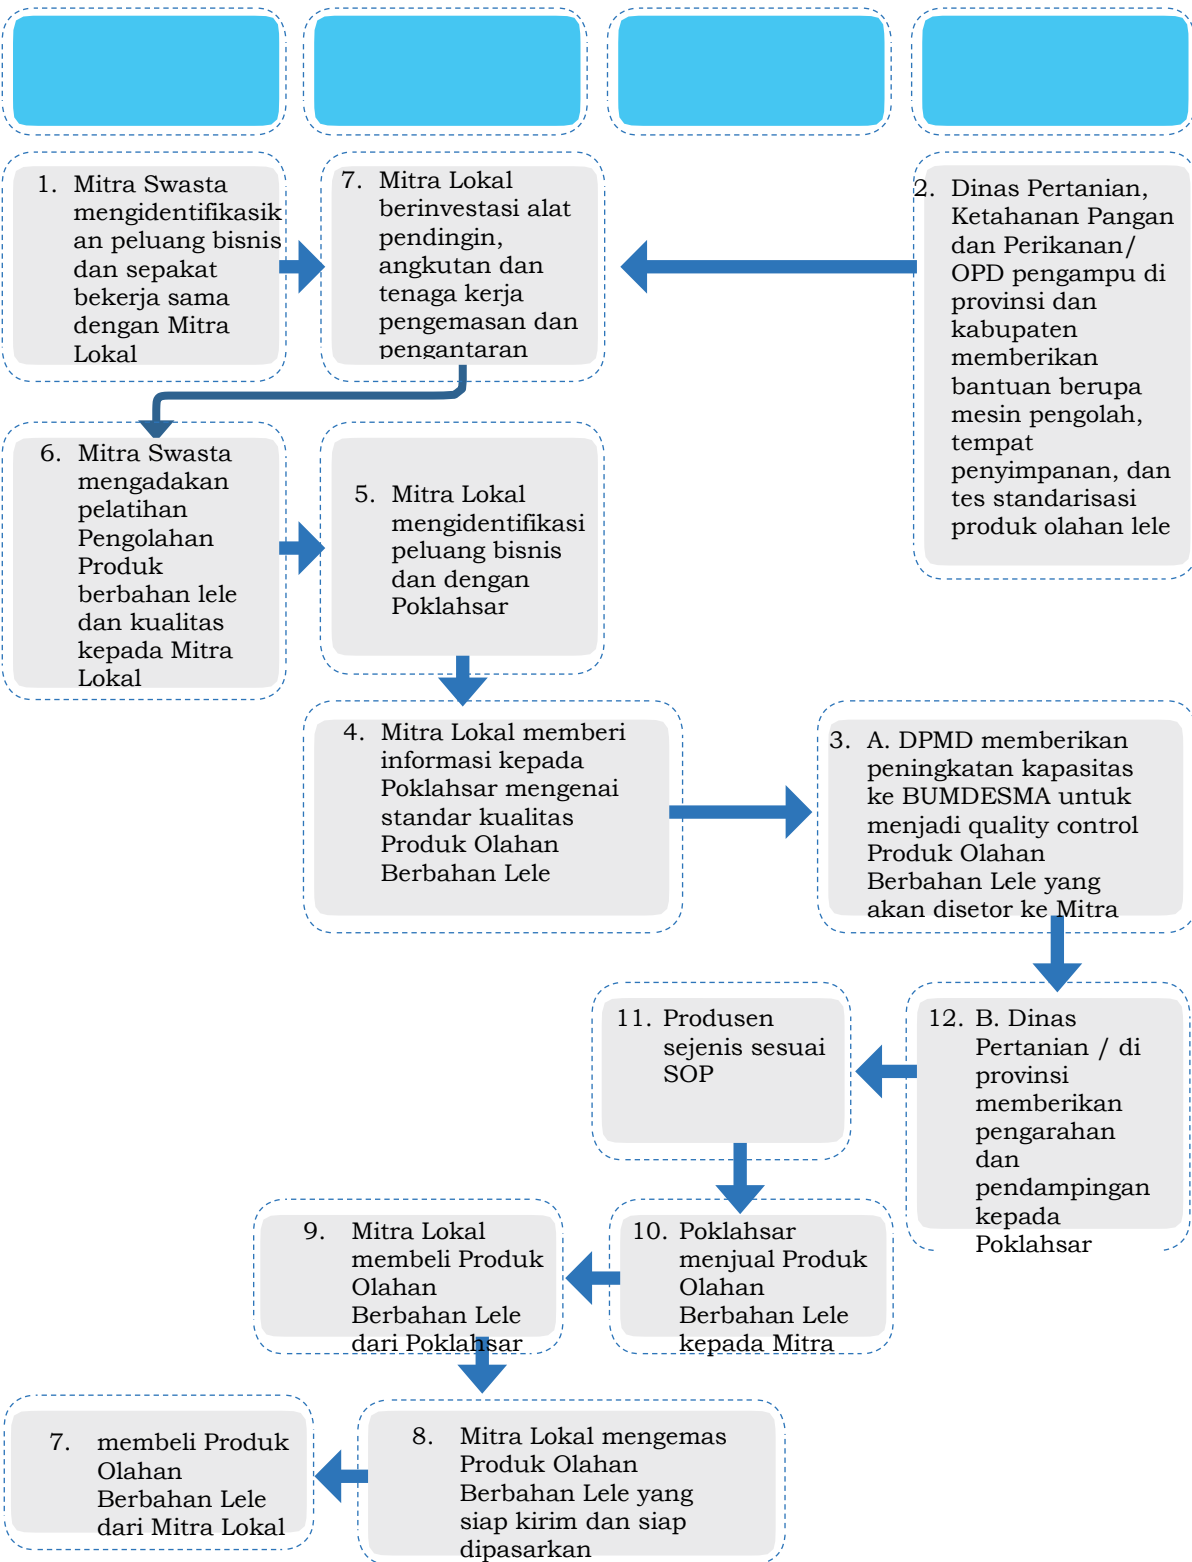 1. Mitra Swasta
mengidentifikasik
an peluang bisnis
dan sepakat
bekerja sama
dengan Mitra
Lokal
7. Mitra Lokal
berinvestasi alat
pendingin,
angkutan dan
tenaga kerja
pengemasan dan
pengantaran
2. Dinas Pertanian,
Ketahanan Pangan
dan Perikanan/
OPD pengampu di
provinsi dan
kabupaten
memberikan
bantuan berupa
mesin pengolah,
tempat
penyimpanan, dan
tes standarisasi
produk olahan lele
6. Mitra Swasta
mengadakan
pelatihan
Pengolahan
Produk
berbahan lele
dan kualitas
kepada Mitra
Lokal
5. Mitra Lokal
mengidentifikasi
peluang bisnis
dan dengan
Poklahsar
4. Mitra Lokal memberi
informasi kepada
Poklahsar mengenai
standar kualitas
Produk Olahan
Berbahan Lele
3. A. DPMD memberikan
peningkatan kapasitas
ke BUMDESMA untuk
menjadi quality control
Produk Olahan
Berbahan Lele yang
akan disetor ke Mitra
11. Produsen
sejenis sesuai
SOP
12. B. Dinas
Pertanian / di
provinsi
memberikan
pengarahan
dan
pendampingan
kepada
Poklahsar
9. Mitra Lokal
membeli Produk
Olahan
Berbahan Lele
dari Poklahsar
10. Poklahsar
menjual Produk
Olahan
Berbahan Lele
kepada Mitra
7. membeli Produk
Olahan
Berbahan Lele
dari Mitra Lokal
8. Mitra Lokal mengemas
Produk Olahan
Berbahan Lele yang
siap kirim dan siap
dipasarkan